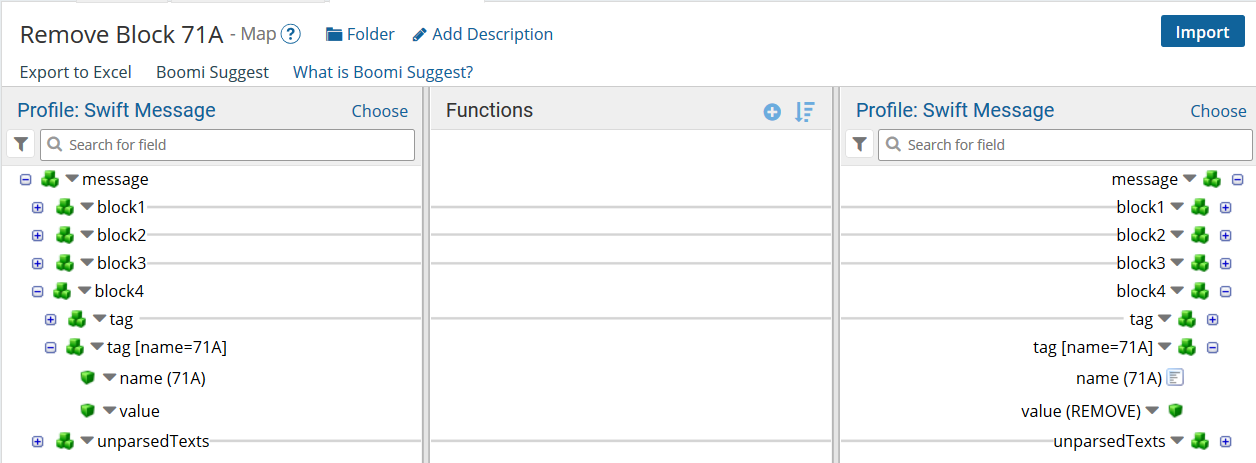 Remove Block 71A - Map ? Folder Add Description Import
Export to Excel Boomi Suggest What is Boomi Suggest?
Profile: Swift Message Choose Functions Profile: Swift Message Choose
Search for field Search for field
message message
block1 block1
block2 block2
block3 block3
block4 block4
tag tag
tag [name=71A] tag [name=71A]
name (71A) name (71A)
value value (REMOVE)
unparsedTexts unparsedTexts